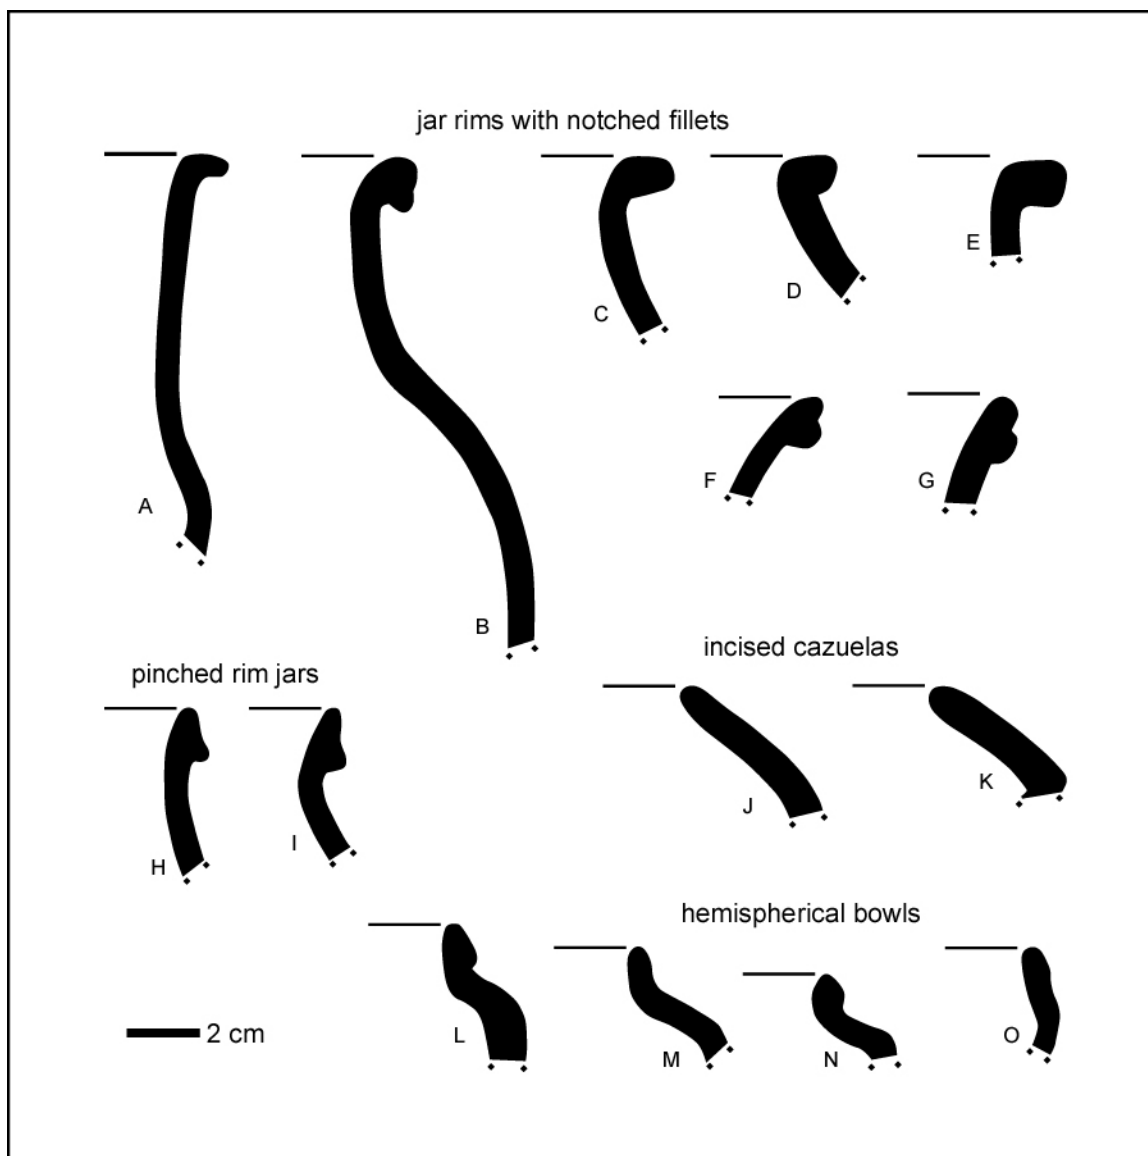 jar rims with notched fillets
A
B
C
D
E
F
G
pinched rim jars
H
I
incised cazuelas
J
K
hemispherical bowls
L
M
N
O
2 cm